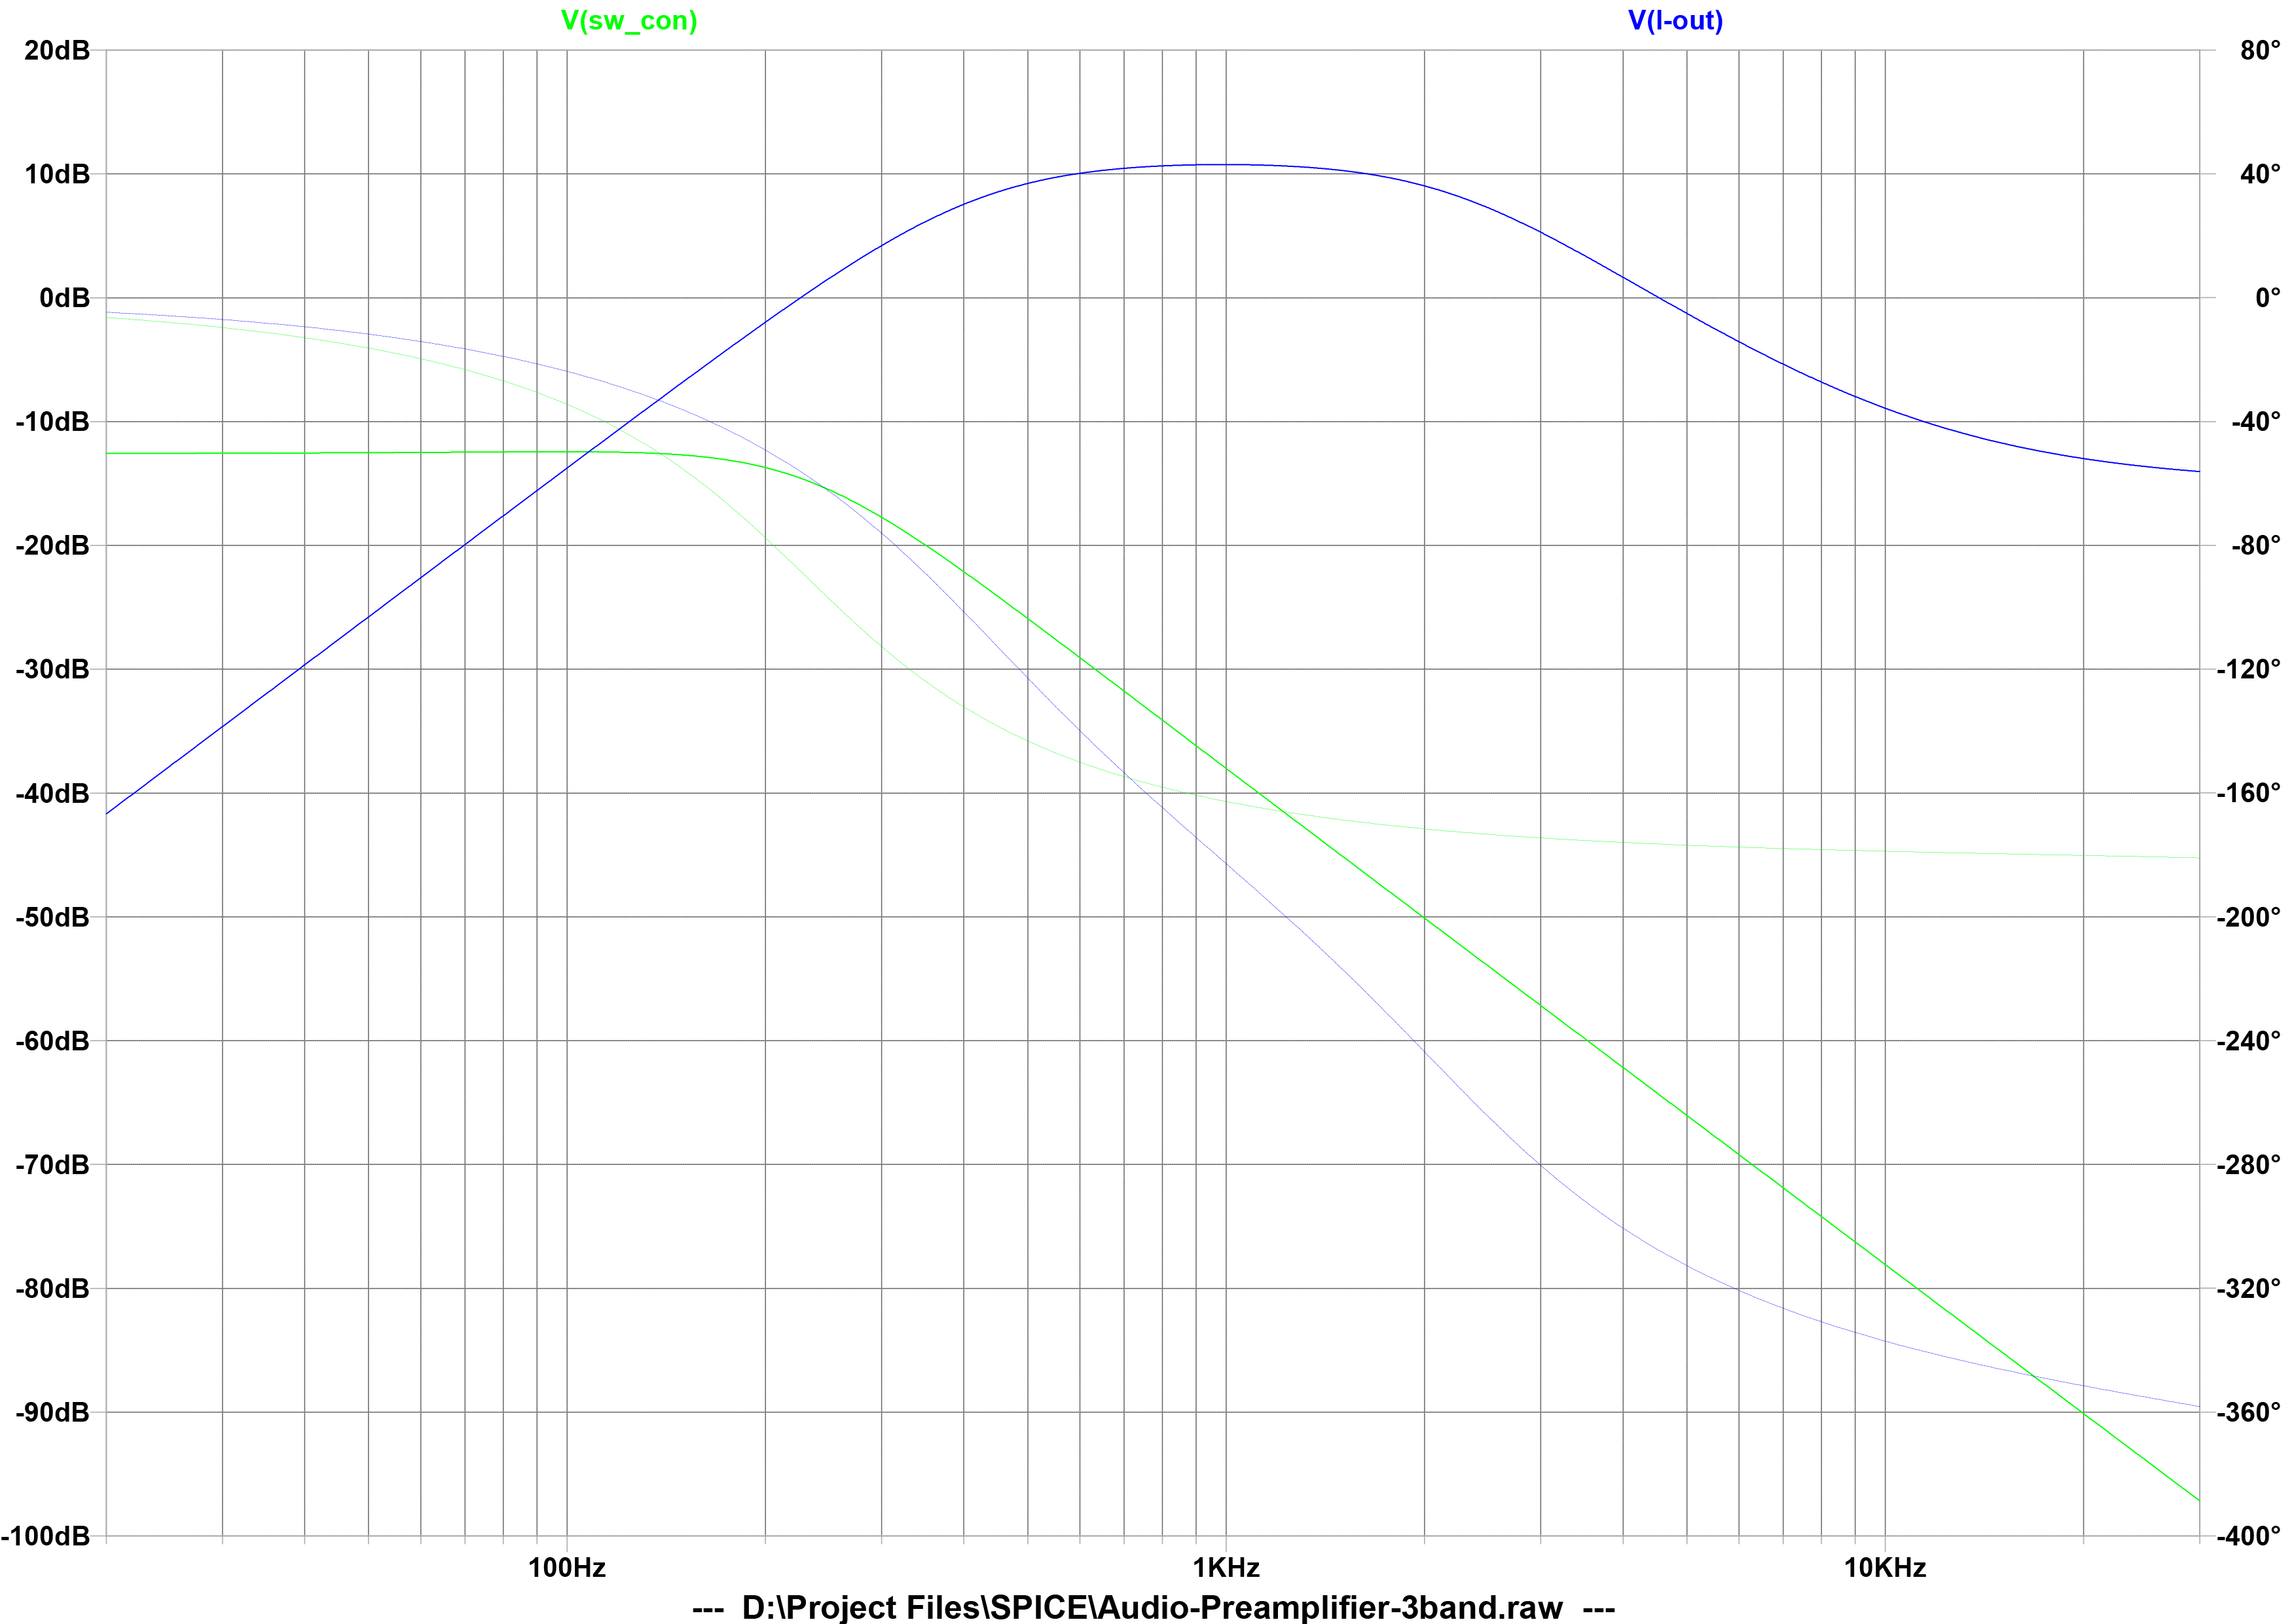 V(sw_con) V(l-out)
20dB 80°
10dB 40°
0dB 0°
-10dB -40°
-20dB -80°
-30dB -120°
-40dB -160°
-50dB -200°
-60dB -240°
-70dB -280°
-80dB -320°
-90dB -360°
-100dB -400°
100Hz 1KHz 10KHz
--- D:\Project Files\SPICE\Audio-Preamplifier-3band.raw ---